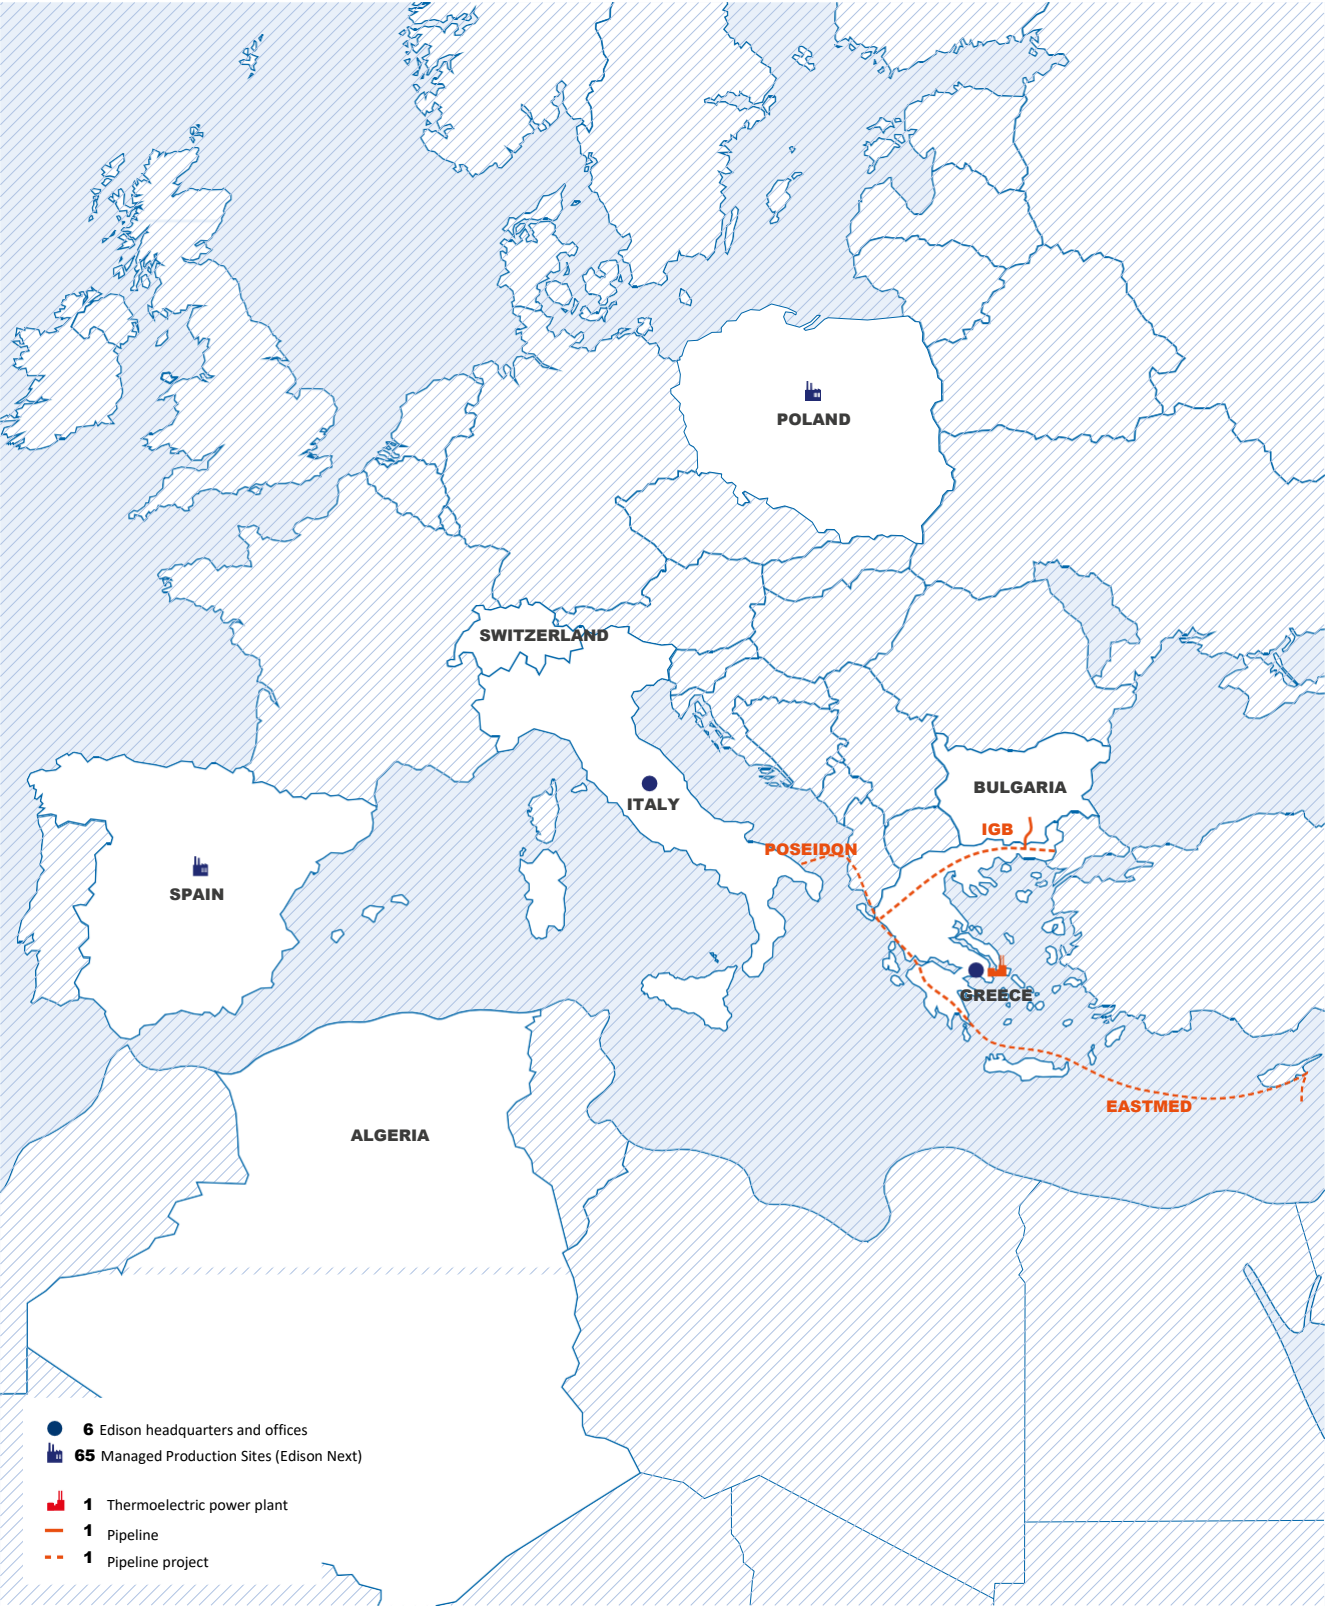 POLAND
SWITZERLAND
BULGARIA
ITALY
IGB
POSEIDON
SPAIN
GREECE
EASTMED
ALGERIA
6 Edison headquarters and offices
65 Managed Production Sites (Edison Next)
1 Thermoelectric power plant
1 Pipeline
1 Pipeline project